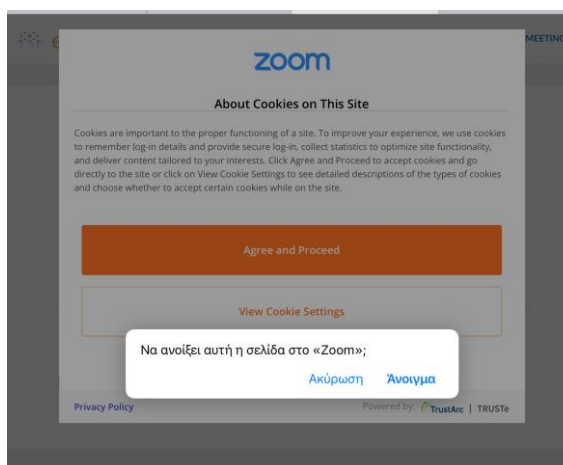 e
MEETING
zoom
About Cookies on This Site
Cookies are important to the proper functioning of a site. To improve your experience, we use cookies
to remember log-in details and provide secure log-in, collect statistics to optimize site functionality,
and deliver content tailored to your interests. Click Agree and Proceed to accept cookies and go
directly to the site or click on View Cookie Settings to see detailed descriptions of the types of cookies
and choose whether to accept certain cookies while on the site.
Agree and Proceed
View Cookie Settings
Να ανοίξει αυτή η σελίδα στο «Zoom»;
Ακύρωση Άνοιγμα
Privacy Policy Powered by: TrustArc | TRUSTe